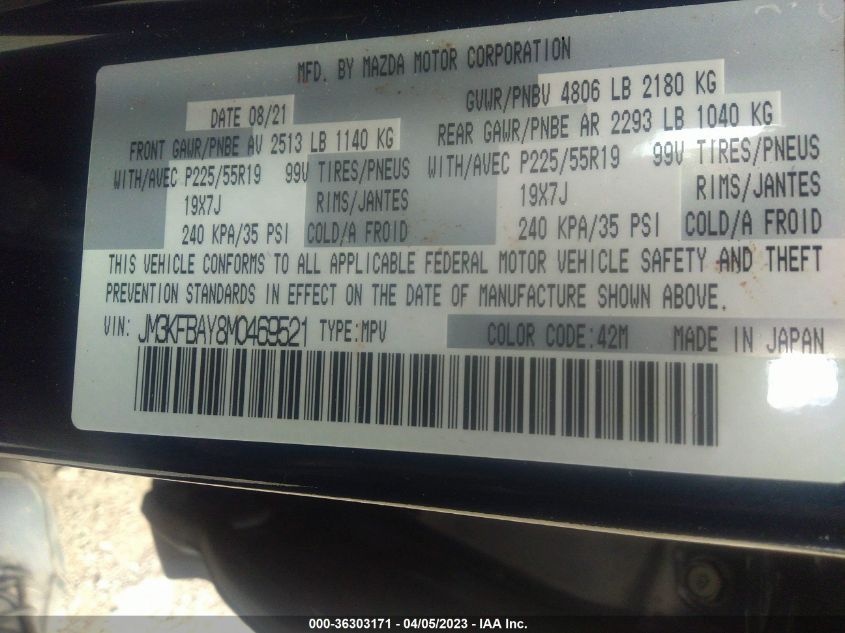 MFD. BY MAZDA MOTOR CORPORATION
DATE 08/21 GVWR/PNBV 4806 LB 2180 KG
FRONT GAWR/PNBE AV 2513 LB 1140 KG REAR GAWR/PNBE AR 2293 LB 1040 KG
WITH/AVEC P225/55R19 99V TIRES/PNEUS WITH/AVEC P225/55R19 99V TIRES/PNEUS
19X7J RIMS/JANTES 19X7J RIMS/JANTES
240 KPA/35 PSI COLD/A FROID 240 KPA/35 PSI COLD/A FROID
THIS VEHICLE CONFORMS TO ALL APPLICABLE FEDERAL MOTOR VEHICLE SAFETY AND THEFT
PREVENTION STANDARDS IN EFFECT ON THE DATE OF MANUFACTURE SHOWN ABOVE.
VIN: JM3KFBAY8M0469521 TYPE:MPV COLOR CODE:42M MADE IN JAPAN
000-36303171 - 04/05/2023 - IAA Inc.